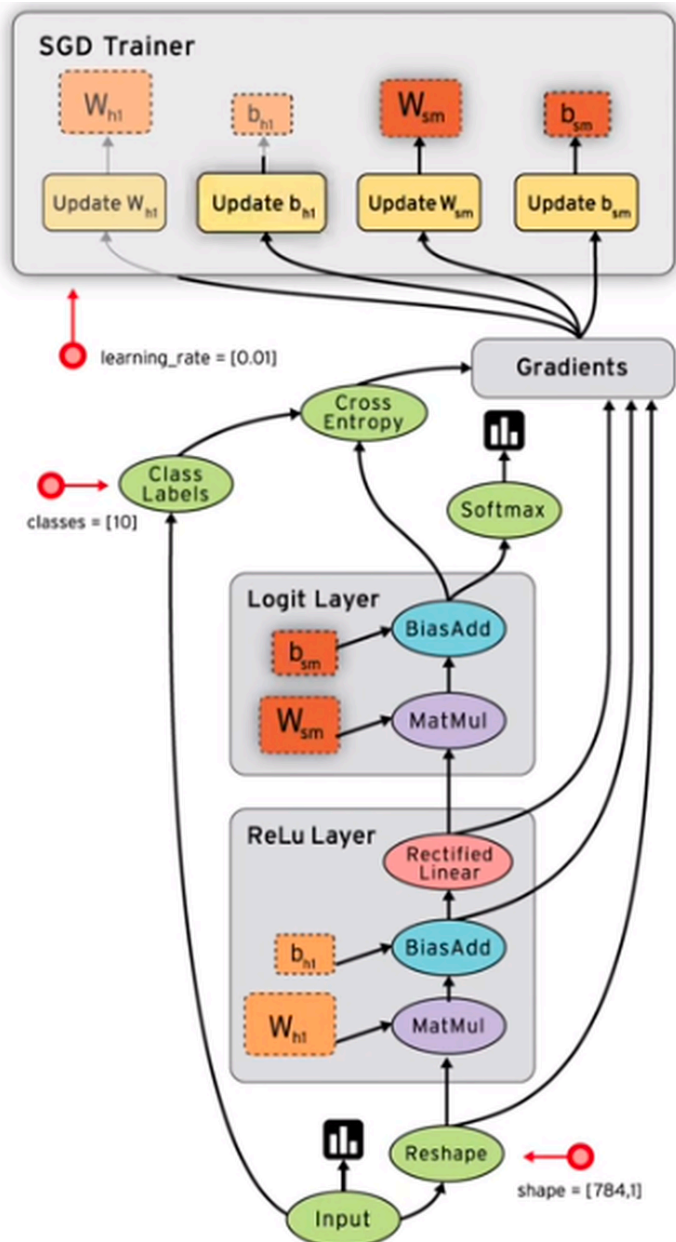 SGD Trainer
Wh1
bh1
Wsm
bsm
Update Wh1
Update bh1
Update Wsm
Update bsm
learning_rate = [0.01]
Gradients
Cross
Entropy
Class
Labels
classes = [10]
Softmax
Logit Layer
BiasAdd
bsm
Wsm
MatMul
ReLu Layer
Rectified
Linear
bh1
BiasAdd
Wh1
MatMul
Reshape
shape = [784,1]
Input